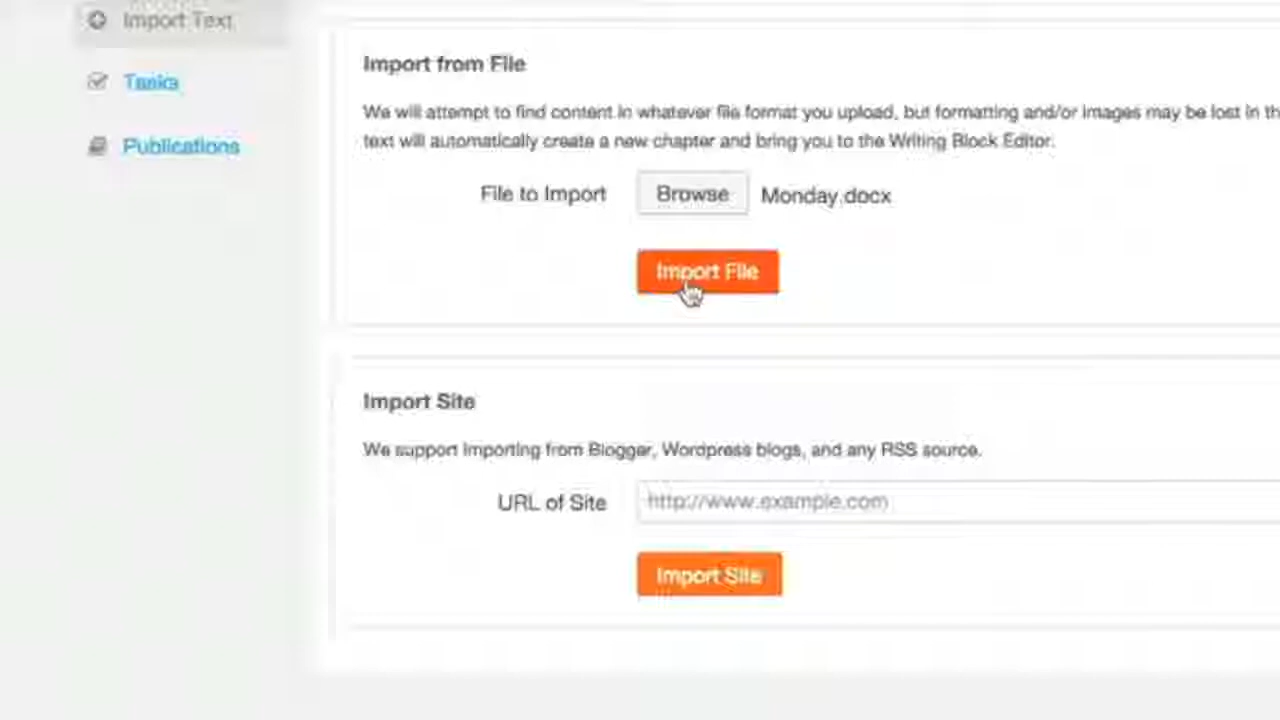 Import Text
Tasks
Publications
Import from File
We will attempt to find content in whatever file format you upload, but formatting and/or images may be lost in th
text will automatically create a new chapter and bring you to the Writing Block Editor.
File to Import Browse Monday.docx
Import File
Import Site
We support importing from Blogger, Wordpress blogs, and any RSS source.
URL of Site http://www.example.com
Import Site